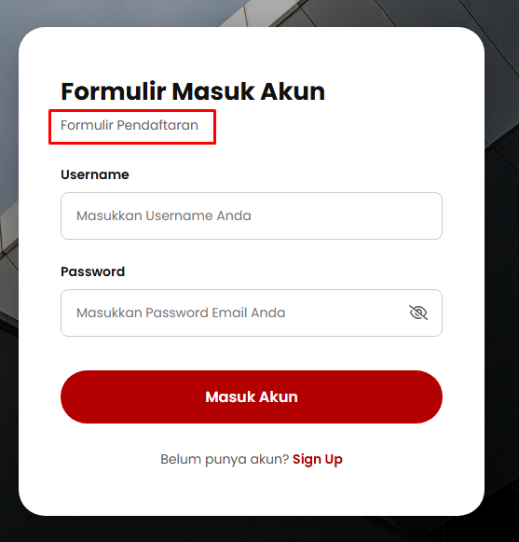 Formulir Masuk Akun
Formulir Pendaftaran
Username
Masukkan Username Anda
Password
Masukkan Password Email Anda
Masuk Akun
Belum punya akun? Sign Up